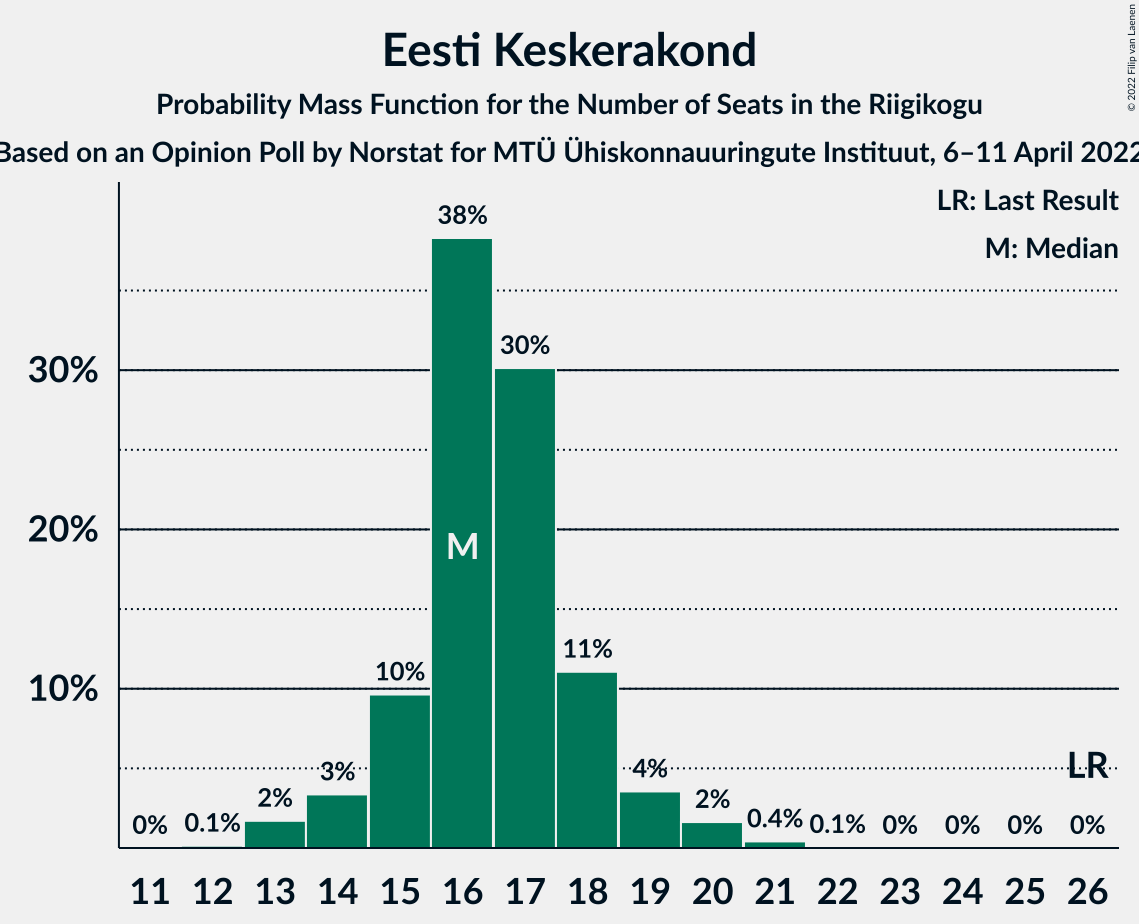 © 2022 Filip van Laenen
Eesti Keskerakond
Probability Mass Function for the Number of Seats in the Riigikogu
Based on an Opinion Poll by Norstat for MTÜ Ühiskonnauuringute Instituut, 6–11 April 2022
LR: Last Result
M: Median
38%
30%
30%
20%
M
11%
10%
10%
LR
3%
4%
2%
2%
0%
0.1%
0.4%
0.1%
0%
0%
0%
0%
11 12 13 14 15 16 17 18 19 20 21 22 23 24 25 26